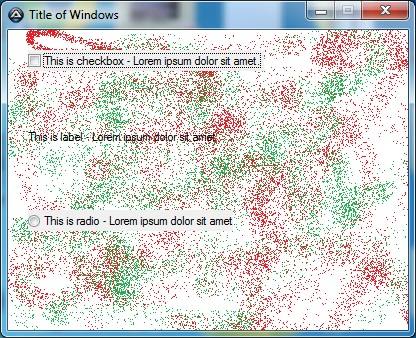 Title of Windows
This is checkbox - Lorem ipsum dolor sit amet
This is label - Lorem ipsum dolor sit amet
This is radio - Lorem ipsum dolor sit amet